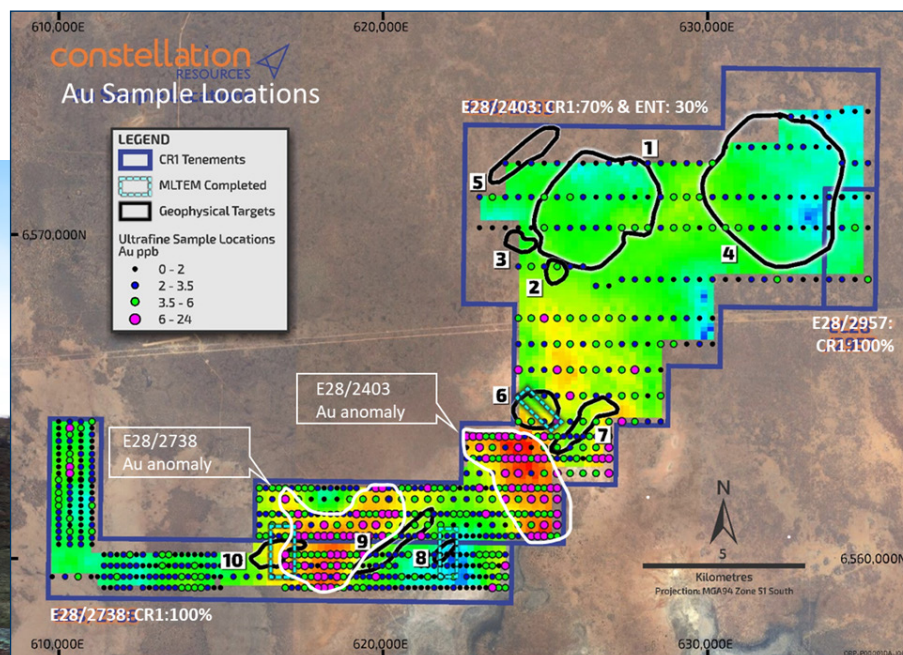 610,000E
620,000E
630,000E
constellation
RESOURCES
Au Sample Locations
E28/2403: CR1:70% & ENT: 30%
LEGEND
CR1 Tenements
MLTEM Completed
Geophysical Targets
Ultrafine Sample Locations
Au ppb
0 - 2
2 - 3.5
3.5 - 6
6 - 24
1
5
6,570,000N
3
4
2
E28/2957:
CR1:100%
E28/2403
Au anomaly
6
7
E28/2738
Au anomaly
N
9
10
8
5
6,560,000N
Kilometres
Projection: MGA94 Zone 51 South
E28/2738: CR1:100%
610,000E
620,000E
630,000E